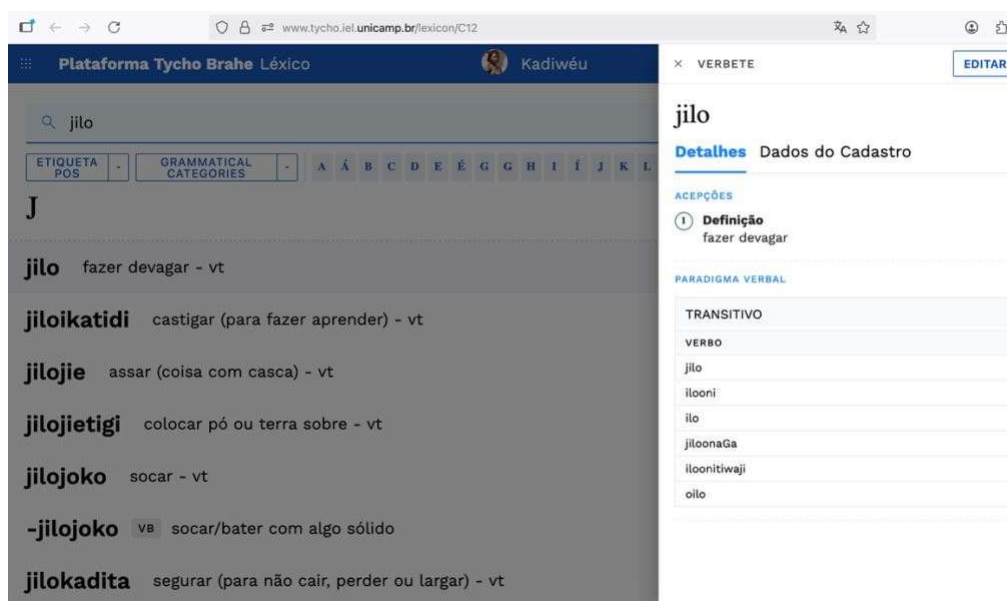 www.tycho.iel.unicamp.br/lexicon/C12
Plataforma Tycho Brahe Léxico
Kadiwéu
jilo
ETIQUETA POS
GRAMMATICAL CATEGORIES
A Á B C D E É G G H I Í J K L
J
jilo fazer devagar - vt
jiloikatidi castigar (para fazer aprender) - vt
jilojie assar (coisa com casca) - vt
jilojietigi colocar pó ou terra sobre - vt
jilojoko socar - vt
-jilojoko VB socar/bater com algo sólido
jilokadita segurar (para não cair, perder ou largar) - vt
× VERBETE
EDITAR
jilo
Detalhes Dados do Cadastro
ACEPÇÕES
1 Definição
fazer devagar
PARADIGMA VERBAL
TRANSITIVO
VERBO
jilo
ilooni
ilo
jiloonaGa
iloonitiwaji
oilo